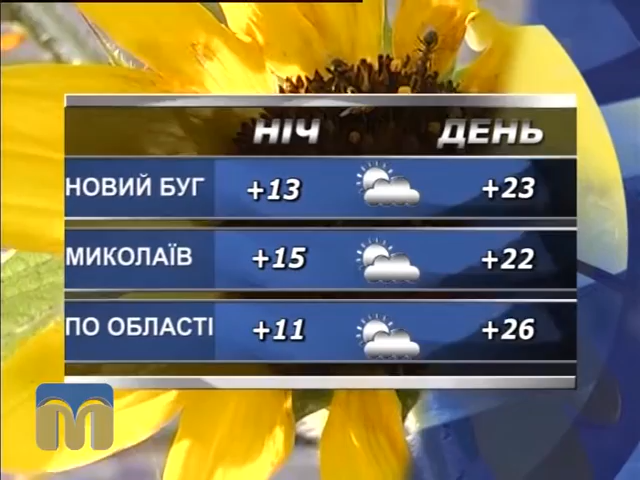 НІЧ ДЕНЬ
НОВИЙ БУГ +13 +23
МИКОЛАЇВ +15 +22
ПО ОБЛАСТІ +11 +26
М